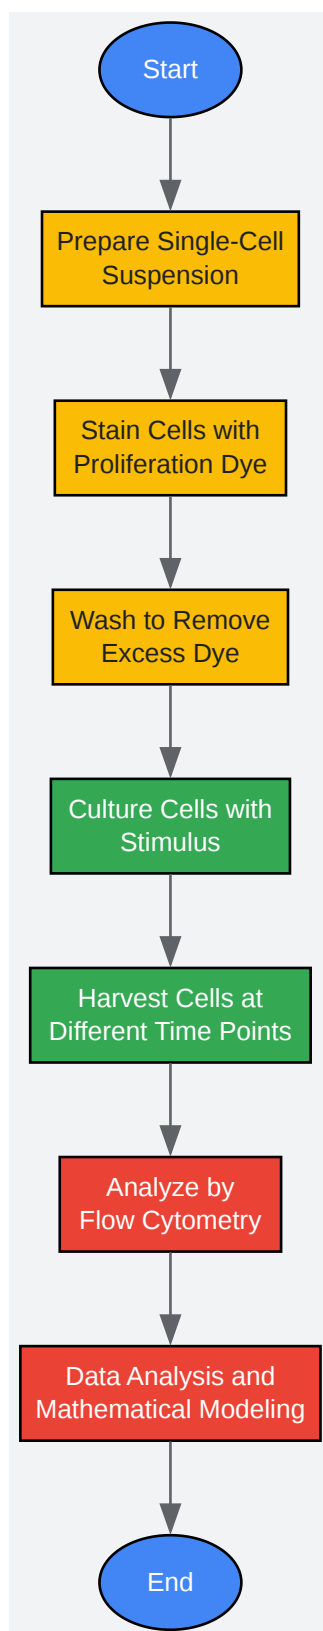 Start
Prepare Single-Cell
Suspension
Stain Cells with
Proliferation Dye
Wash to Remove
Excess Dye
Culture Cells with
Stimulus
Harvest Cells at
Different Time Points
Analyze by
Flow Cytometry
Data Analysis and
Mathematical Modeling
End